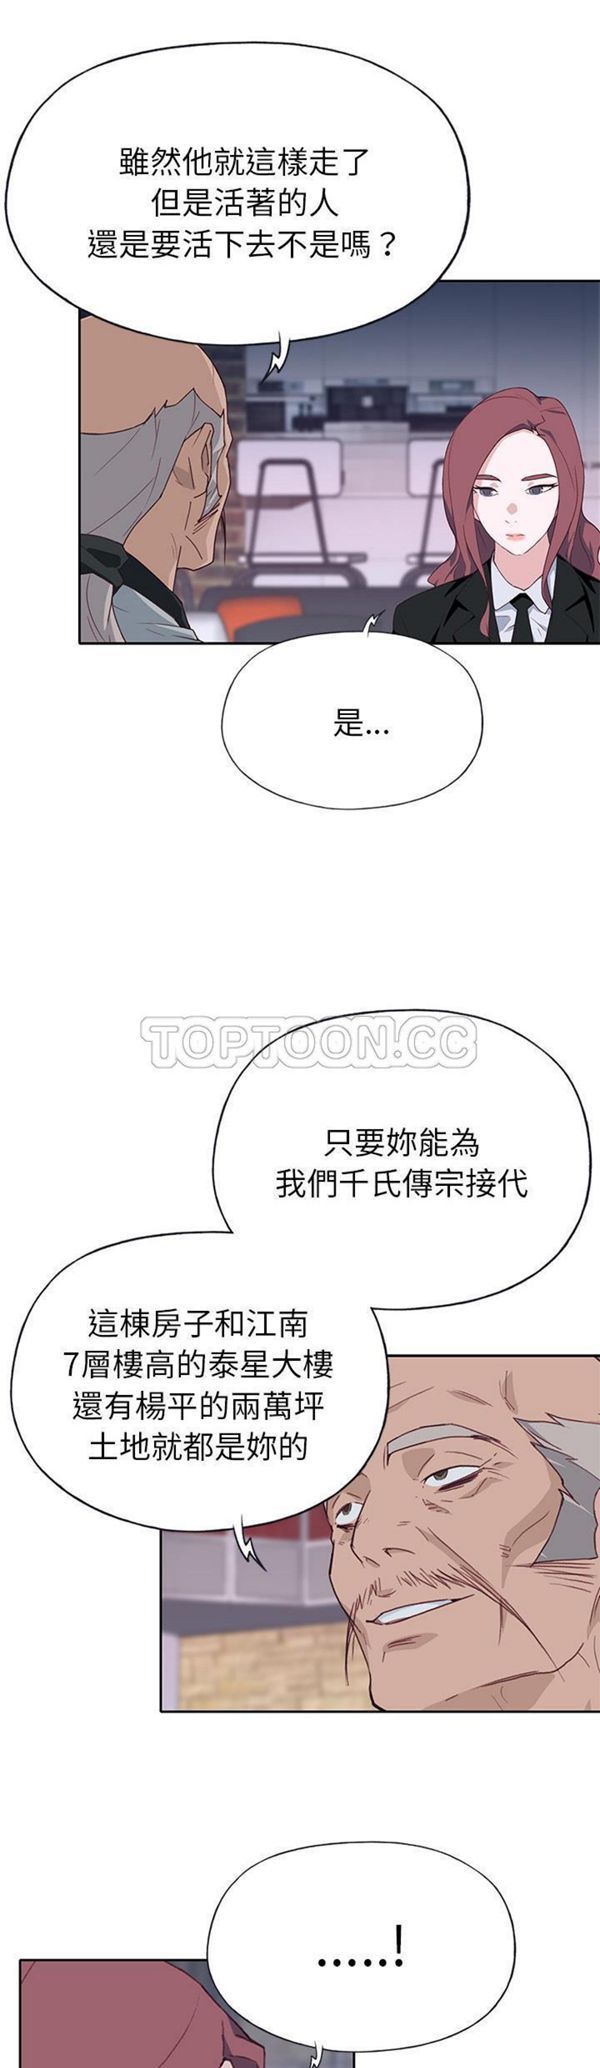 雖然他就這樣走了
但是活著的人
還是要活下去不是嗎？
是...
TOPTOON.CC
只要妳能為
我們千氏傳宗接代
這棟房子和江南
7層樓高的泰星大樓
還有楊平的兩萬坪
土地就都是妳的
......!